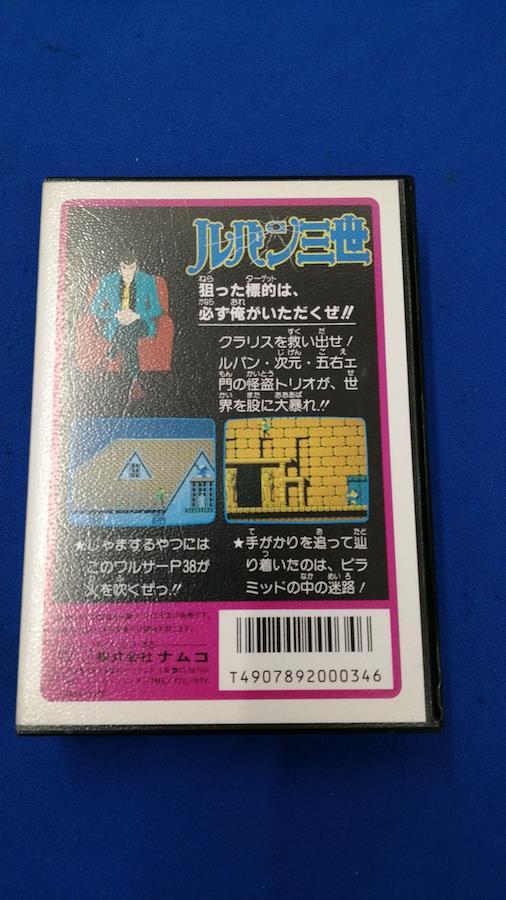 ルパン三世
狙った標的は、
必ず俺がいただくぜ!!
クラリスを救い出せ!
ルパン・次元・五右ェ
門の怪盗トリオが、世
界を股に大暴れ!!
★じゃまするやつには
このワルサーP38が
火を吹くぜっ!!
★手がかりを追って辿
り着いたのは、ピラ
ミッドの中の迷路!
株式会社ナムコ
T4907892000346